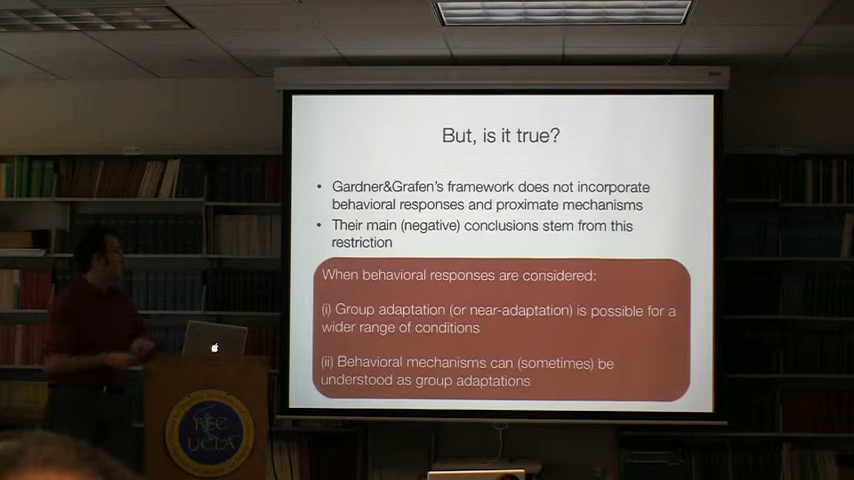 But, is it true?
• Gardner&Grafen's framework does not incorporate
behavioral responses and proximate mechanisms
• Their main (negative) conclusions stem from this
restriction
When behavioral responses are considered:
(i) Group adaptation (or near-adaptation) is possible for a
wider range of conditions
(ii) Behavioral mechanisms can (sometimes) be
understood as group adaptations
BEC
UCLA